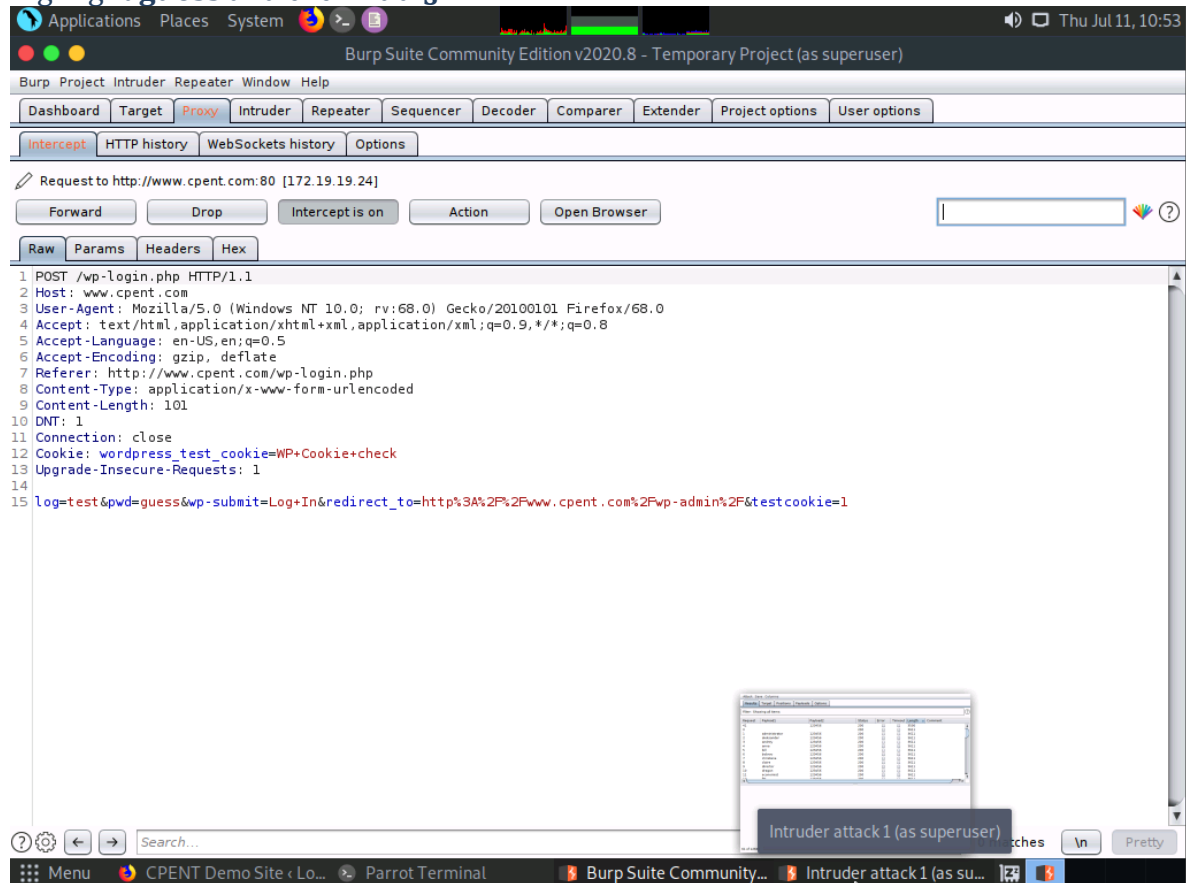 Applications Places System Thu Jul 11, 10:53
Burp Suite Community Edition v2020.8 - Temporary Project (as superuser)
Burp Project Intruder Repeater Window Help
Dashboard Target Proxy Intruder Repeater Sequencer Decoder Comparer Extender Project options User options
Intercept HTTP history WebSockets history Options
Request to http://www.cpent.com:80 [172.19.19.24]
Forward Drop Intercept is on Action Open Browser
Raw Params Headers Hex
1 POST /wp-login.php HTTP/1.1
2 Host: www.cpent.com
3 User-Agent: Mozilla/5.0 (Windows NT 10.0; rv:68.0) Gecko/20100101 Firefox/68.0
4 Accept: text/html,application/xhtml+xml,application/xml;q=0.9,*/*;q=0.8
5 Accept-Language: en-US,en;q=0.5
6 Accept-Encoding: gzip, deflate
7 Referer: http://www.cpent.com/wp-login.php
8 Content-Type: application/x-www-form-urlencoded
9 Content-Length: 101
10 DNT: 1
11 Connection: close
12 Cookie: wordpress_test_cookie=WP+Cookie+check
13 Upgrade-Insecure-Requests: 1
14
15 log=test&pwd=guess&wp-submit=Log+In&redirect_to=http%3A%2F%2Fwww.cpent.com%2Fwp-admin%2F&testcookie=1
Intruder attack 1 (as superuser)
Search... \n Pretty
Menu CPENT Demo Site ‹ Lo... Parrot Terminal Burp Suite Community... Intruder attack 1 (as su...